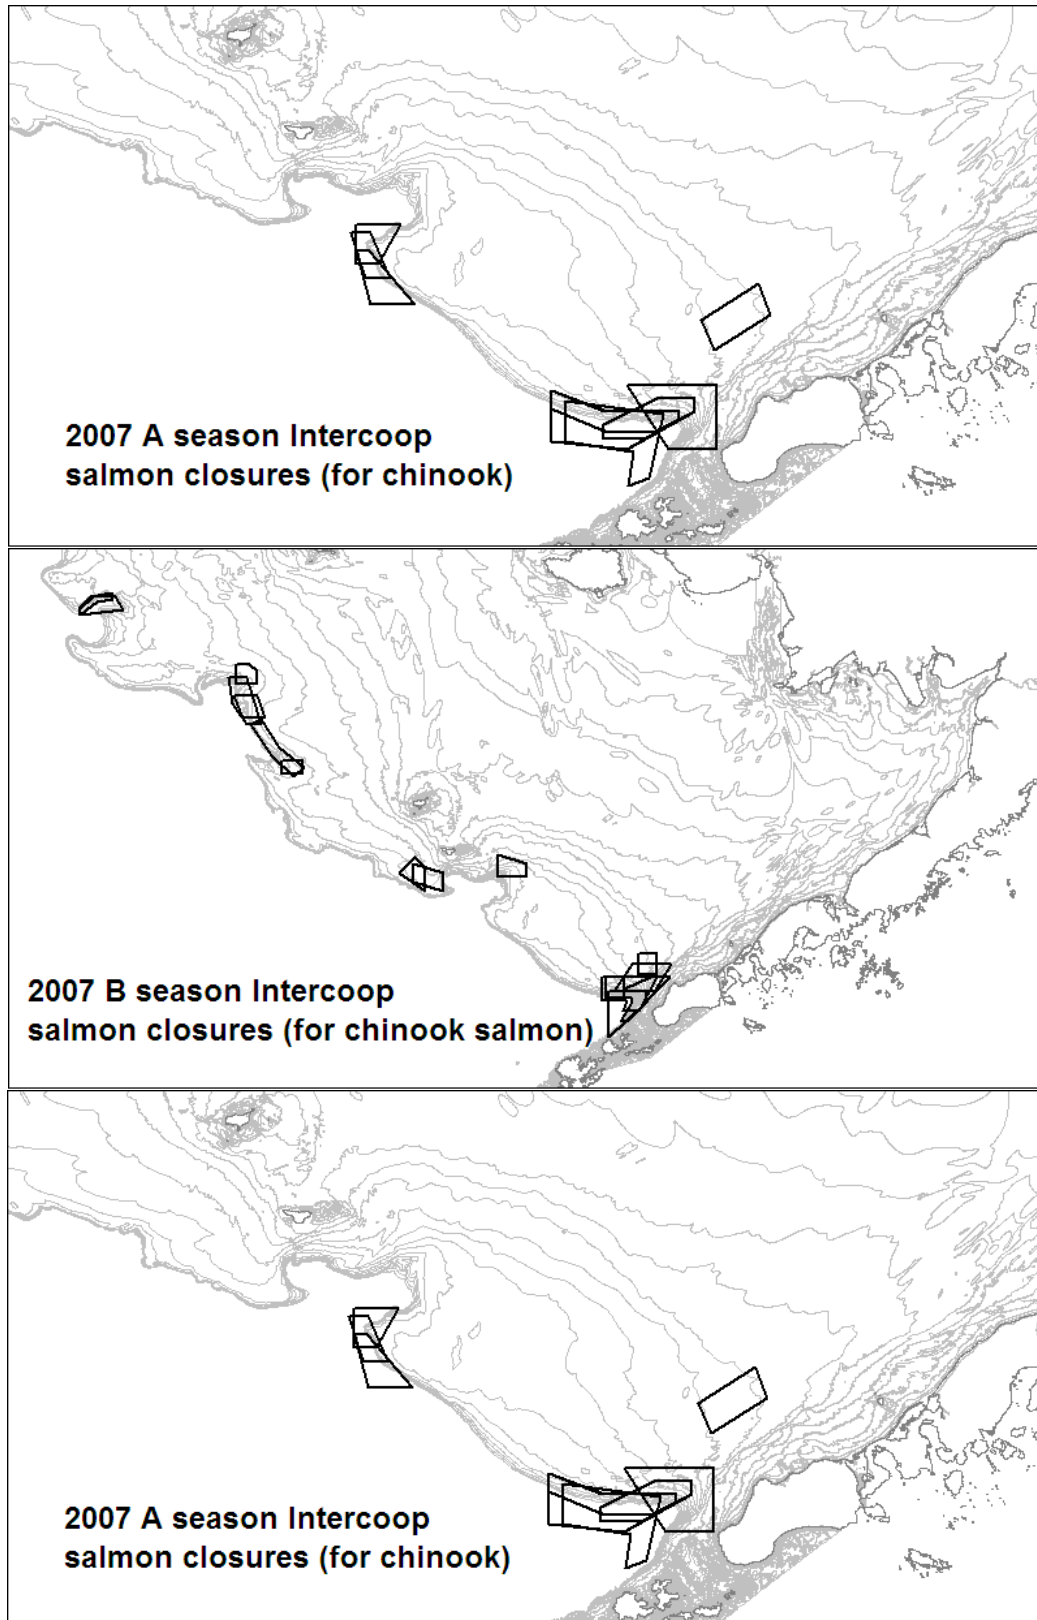 2007 A season Intercoop
salmon closures (for chinook)
2007 B season Intercoop
salmon closures (for chinook salmon)
2007 A season Intercoop
salmon closures (for chinook)